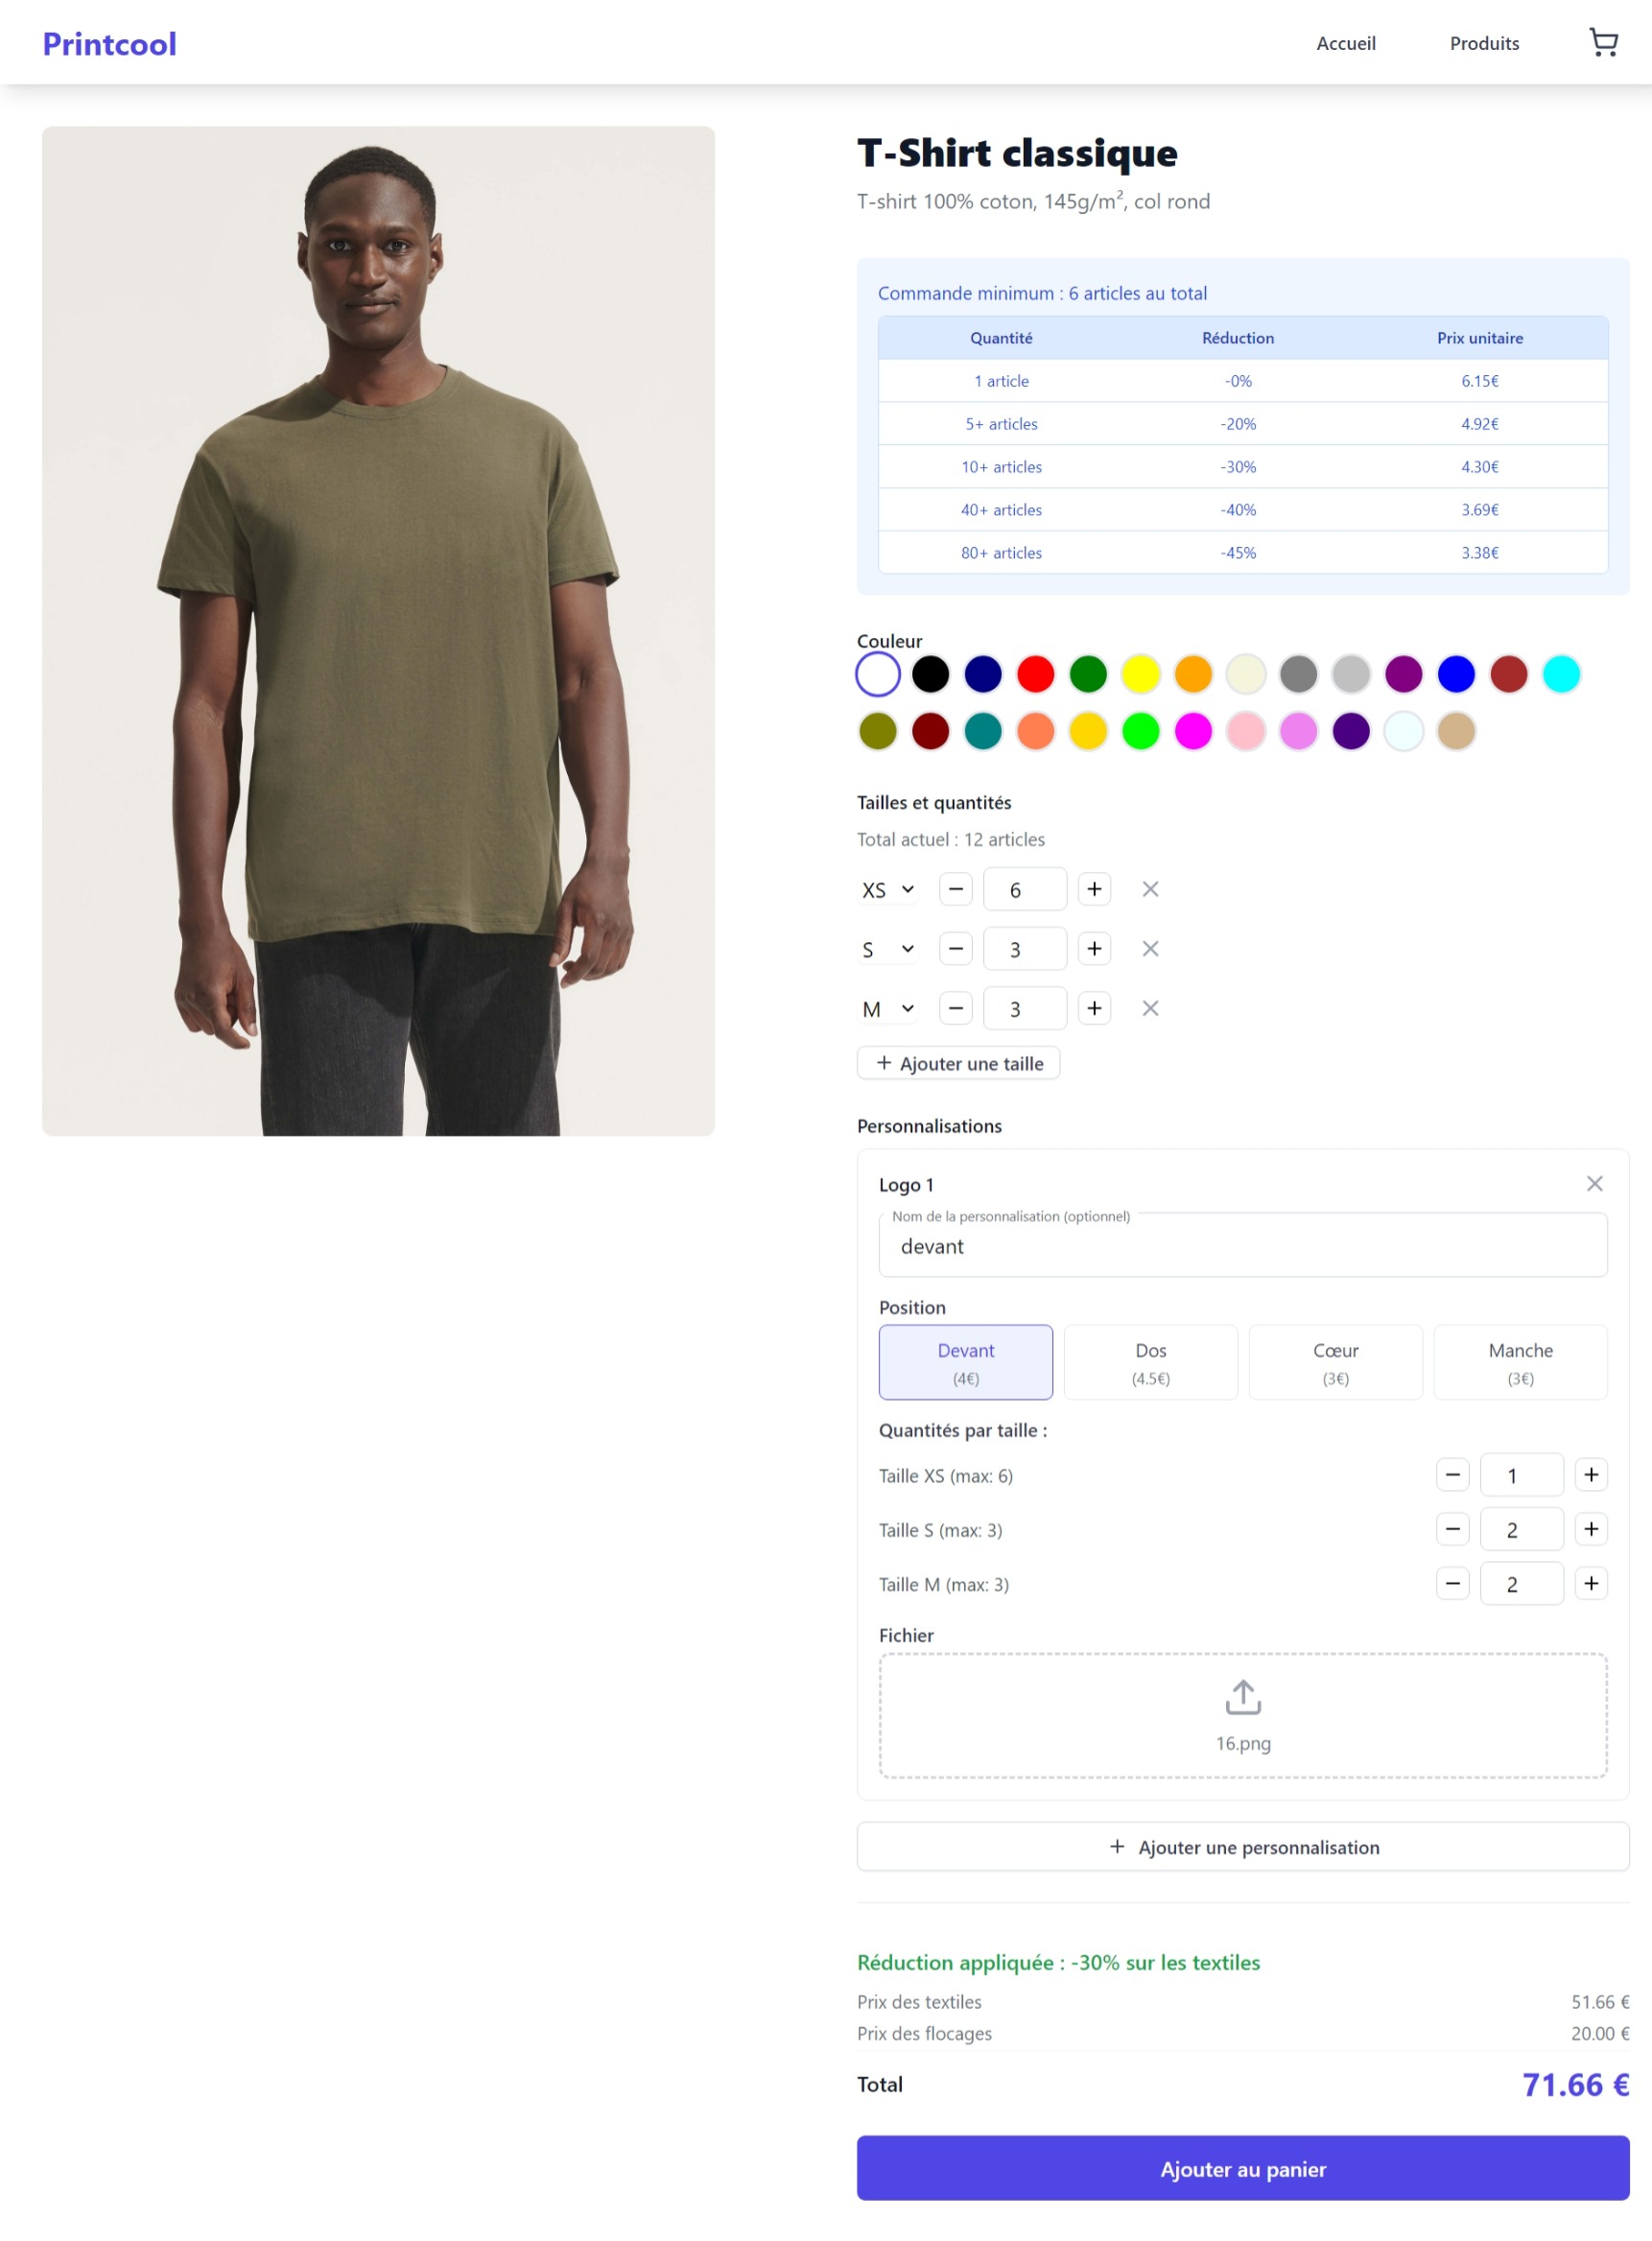 Printcool
Accueil
Produits
T-Shirt classique
T-shirt 100% coton, 145g/m², col rond
Commande minimum : 6 articles au total
Quantité Réduction Prix unitaire
1 article -0% 6.15€
5+ articles -20% 4.92€
10+ articles -30% 4.30€
40+ articles -40% 3.69€
80+ articles -45% 3.38€
Couleur
Tailles et quantités
Total actuel : 12 articles
XS 6
S 3
M 3
Ajouter une taille
Personnalisations
Logo 1
Nom de la personnalisation (optionnel)
devant
Position
Devant Dos Cœur Manche
(4€) (4.5€) (3€) (3€)
Quantités par taille :
Taille XS (max: 6) 1
Taille S (max: 3) 2
Taille M (max: 3) 2
Fichier
16.png
Ajouter une personnalisation
Réduction appliquée : -30% sur les textiles
Prix des textiles 51.66 €
Prix des flocages 20.00 €
Total 71.66 €
Ajouter au panier